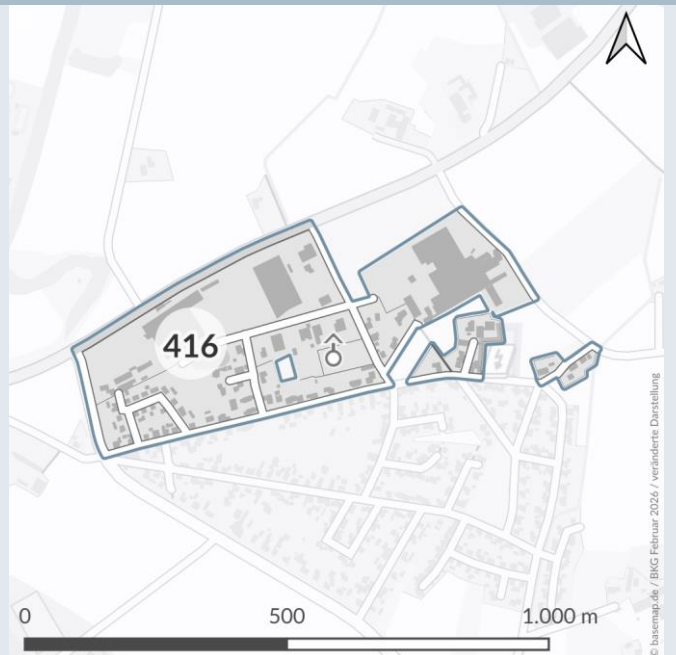 416
0 500 1.000 m
© basemap.de / BKG Februar 2026 / veränderte Darstellung